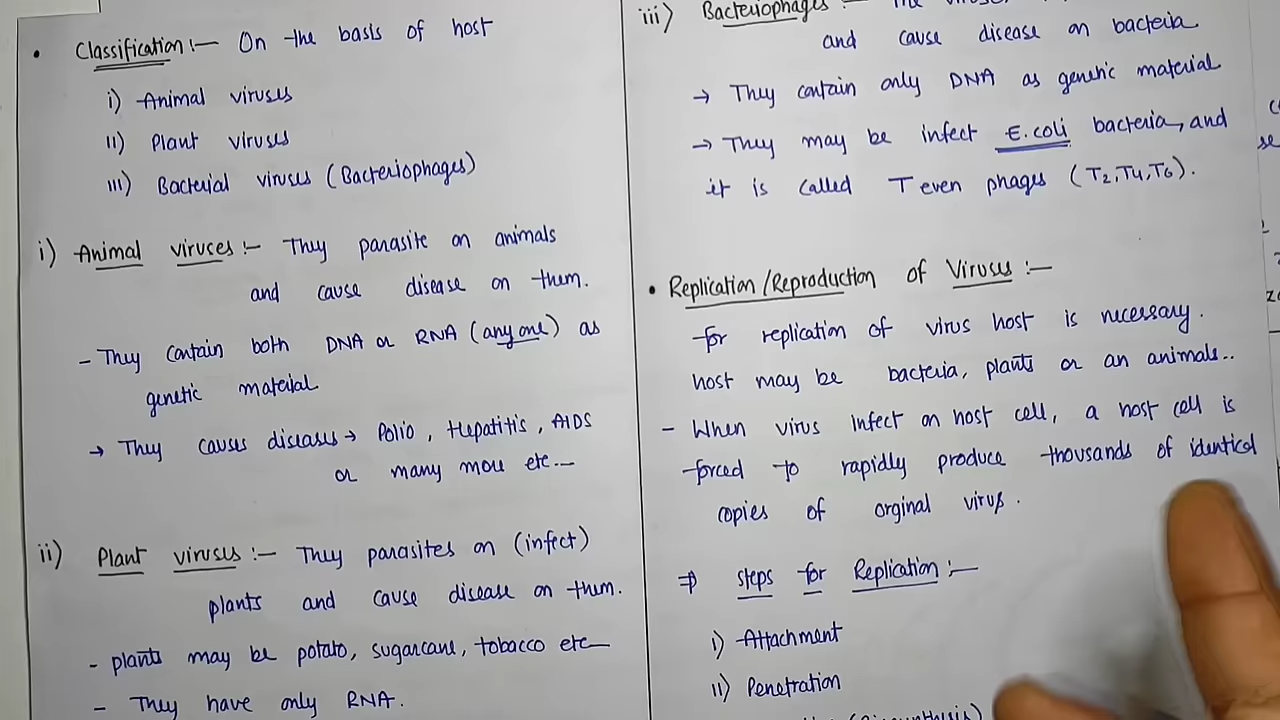 • Classification :— On the basis of host
i) Animal viruses
ii) Plant viruses
iii) Bacterial viruses (Bacteriophages)
i) Animal viruces :- They parasite on animals
and cause disease on them.
- They contain both DNA or RNA (any one) as
genetic material
→ They causes diseases → Polio, Hepatitis, AIDS
or many more etc...
ii) Plant viruses :— They parasites on (infect)
plants and cause disease on them.
- plants may be potato, sugarcane, tobacco etc—
- They have only RNA.
iii) Bacteriophages :-
and cause disease on bacteria
→ They contain only DNA as genetic material
→ They may be infect E.coli bacteria, and
it is called T even phages (T2, T4, T6).
• Replication/Reproduction of Viruses :—
for replication of virus host is necessary.
host may be bacteria, plants or an animals..
- When virus infect on host cell, a host cell is
forced to rapidly produce thousands of identical
copies of orginal virus.
⇒ Steps for Replication :—
i) Attachment
ii) Penetration